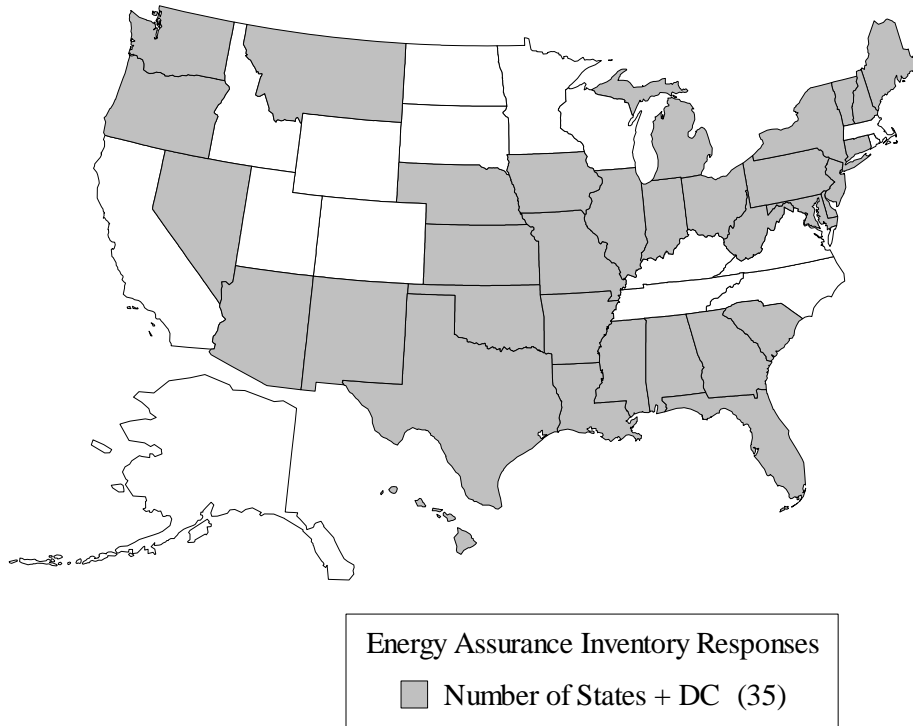 Energy Assurance Inventory Responses
Number of States + DC (35)